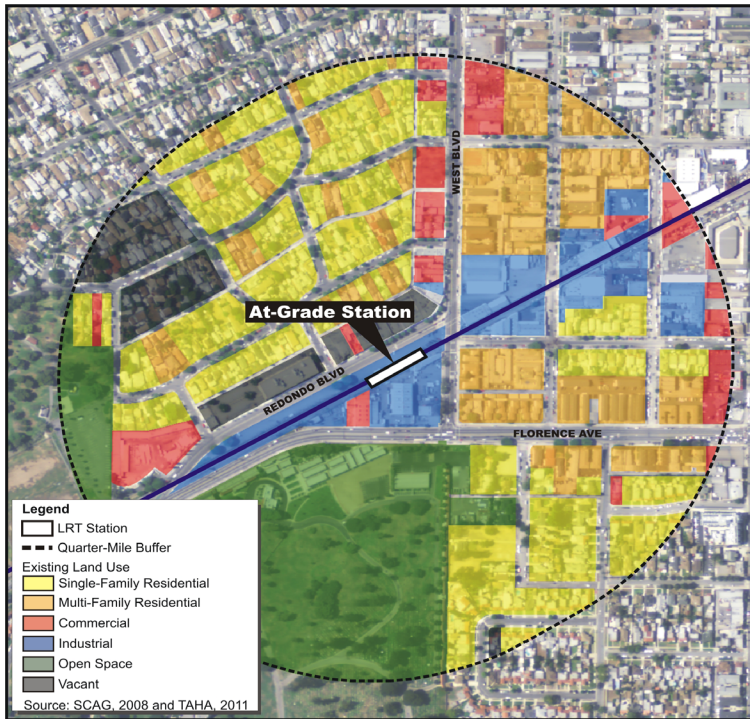 WEST BLVD
At-Grade Station
REDONDO BLVD
FLORENCE AVE
Legend
LRT Station
Quarter-Mile Buffer
Existing Land Use
Single-Family Residential
Multi-Family Residential
Commercial
Industrial
Open Space
Vacant
Source: SCAG, 2008 and TAHA, 2011